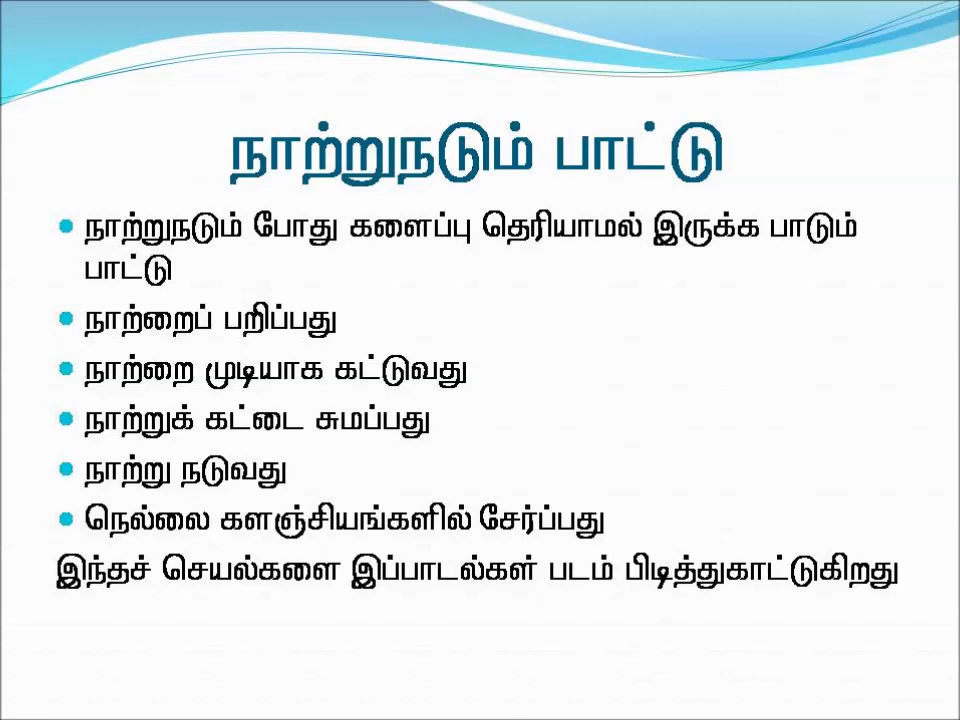 நாற்றுநடும் பாட்டு
நாற்றுநடும் போது களைப்பு தெரியாமல் இருக்க பாடும்
பாட்டு
நாற்றைப் பறிப்பது
நாற்றை முடியாக கட்டுவது
நாற்றுக் கட்டை சுமப்பது
நாற்று நடுவது
நெல்லை களஞ்சியங்களில் சேர்ப்பது
இந்தச் செயல்களை இப்பாடல்கள் படம் பிடித்துகாட்டுகிறது